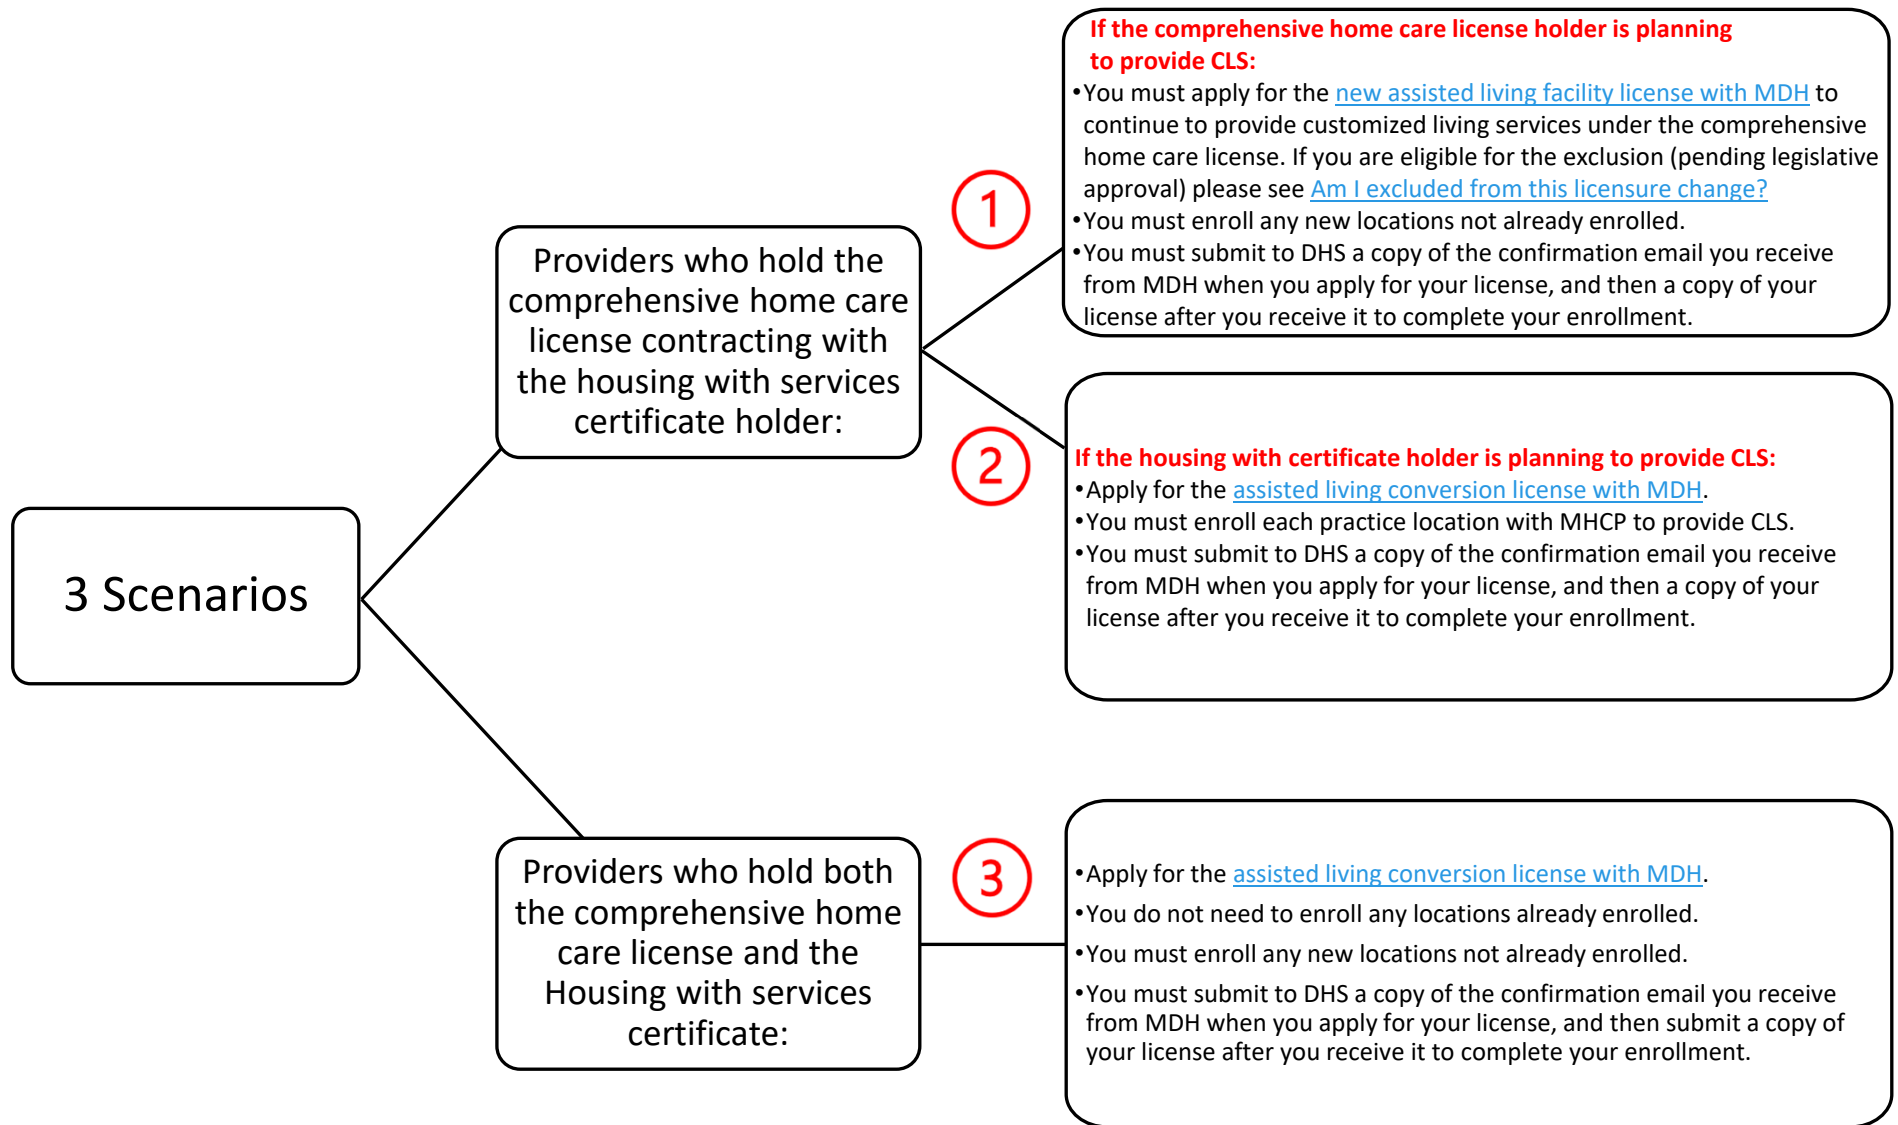 3 Scenarios
Providers who hold the
comprehensive home care
license contracting with
the housing with services
certificate holder:
1
If the comprehensive home care license holder is planning
to provide CLS:
•You must apply for the new assisted living facility license with MDH to
continue to provide customized living services under the comprehensive
home care license. If you are eligible for the exclusion (pending legislative
approval) please see Am I excluded from this licensure change?
•You must enroll any new locations not already enrolled.
•You must submit to DHS a copy of the confirmation email you receive
from MDH when you apply for your license, and then a copy of your
license after you receive it to complete your enrollment.
2
If the housing with certificate holder is planning to provide CLS:
•Apply for the assisted living conversion license with MDH.
•You must enroll each practice location with MHCP to provide CLS.
•You must submit to DHS a copy of the confirmation email you receive
from MDH when you apply for your license, and then a copy of your
license after you receive it to complete your enrollment.
Providers who hold both
the comprehensive home
care license and the
Housing with services
certificate:
3
•Apply for the assisted living conversion license with MDH.
•You do not need to enroll any locations already enrolled.
•You must enroll any new locations not already enrolled.
•You must submit to DHS a copy of the confirmation email you receive
from MDH when you apply for your license, and then submit a copy of
your license after you receive it to complete your enrollment.